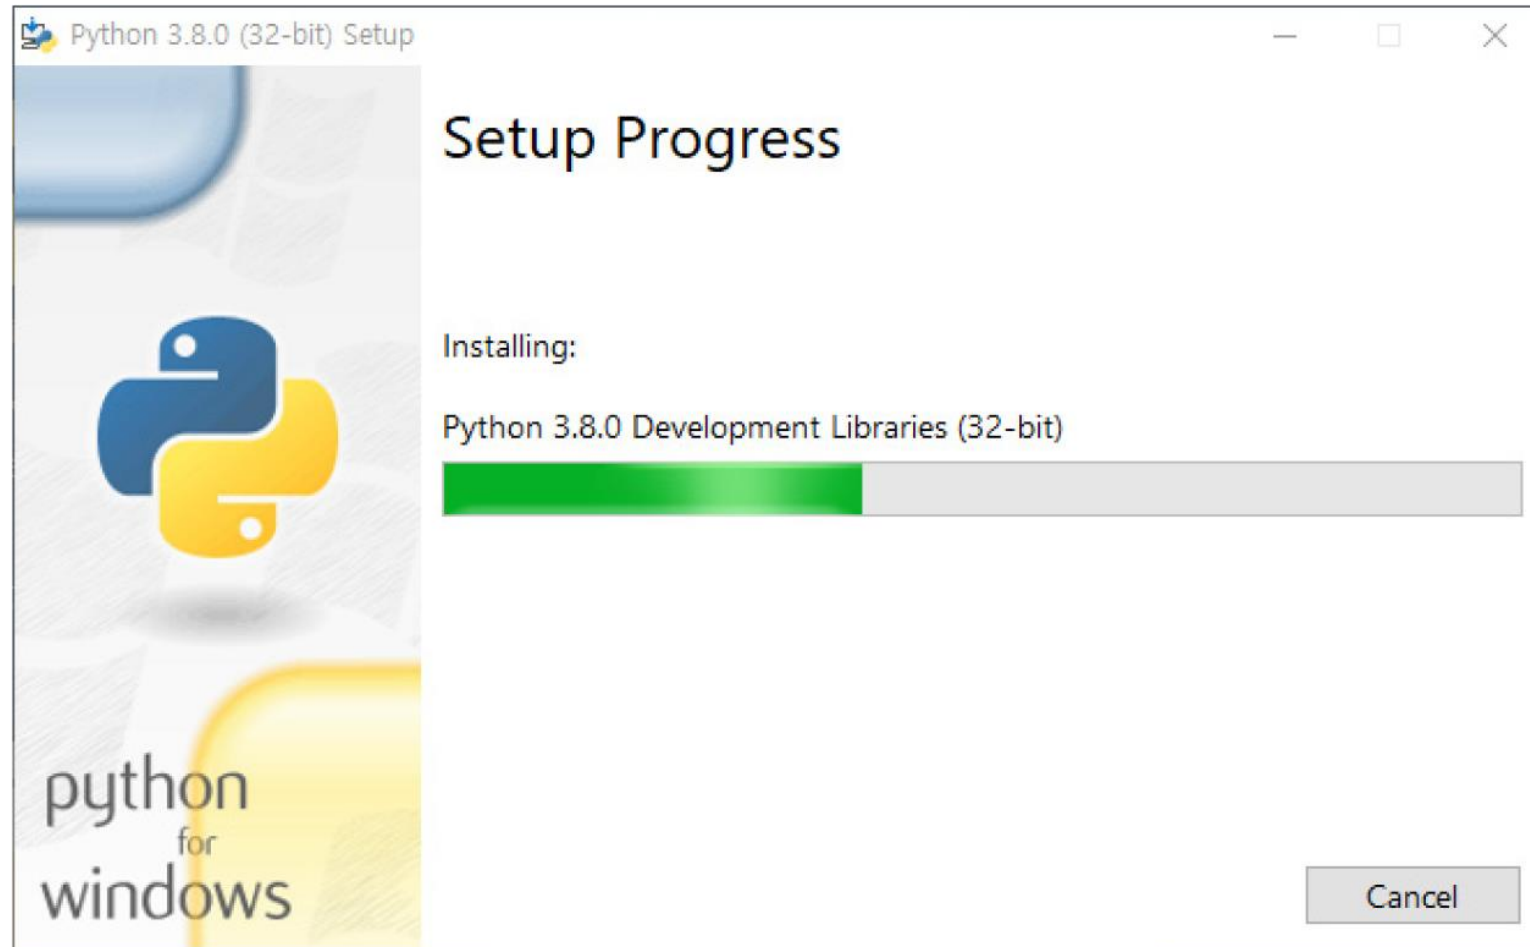 Python 3.8.0 (32-bit) Setup
Setup Progress
Installing:
Python 3.8.0 Development Libraries (32-bit)
python
for
windows
Cancel